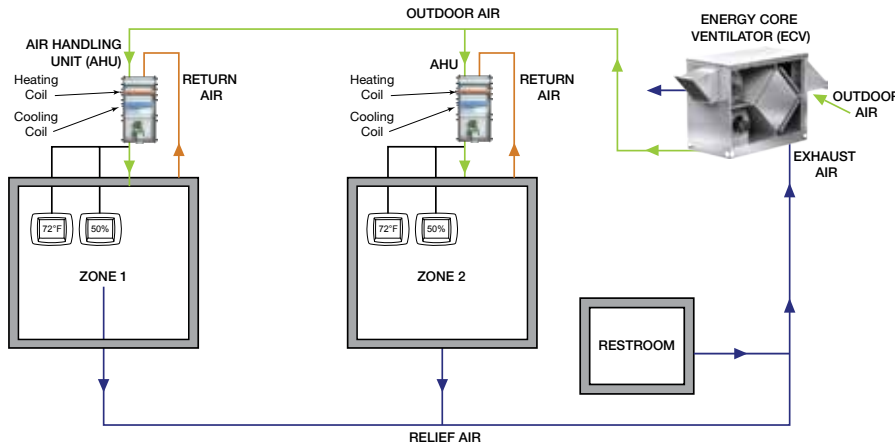 OUTDOOR AIR
ENERGY CORE
VENTILATOR (ECV)
AIR HANDLING
UNIT (AHU)
Heating
Coil
Cooling
Coil
RETURN
AIR
AHU
Heating
Coil
Cooling
Coil
RETURN
AIR
OUTDOOR
AIR
EXHAUST
AIR
72°F
50%
ZONE 1
72°F
50%
ZONE 2
RESTROOM
RELIEF AIR